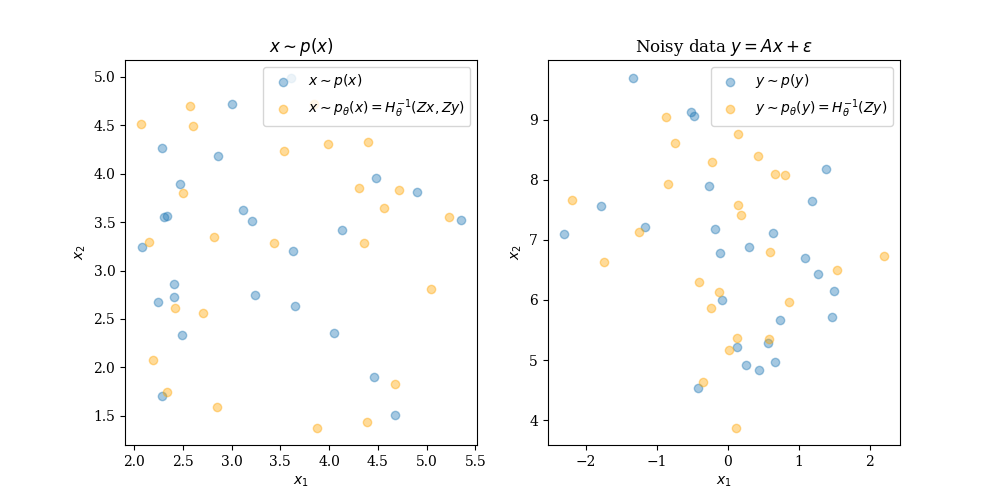 x ∼ p(x)
x ∼ p(x)
x ∼ p_θ(x) = H_θ^{-1}(Zx, Zy)
5.0
4.5
4.0
3.5
3.0
2.5
2.0
1.5
x_2
2.0 2.5 3.0 3.5 4.0 4.5 5.0 5.5
x_1
Noisy data y = Ax + ε
y ∼ p(y)
y ∼ p_θ(y) = H_θ^{-1}(Zy)
9
8
7
6
5
4
x_2
−2 −1 0 1 2
x_1